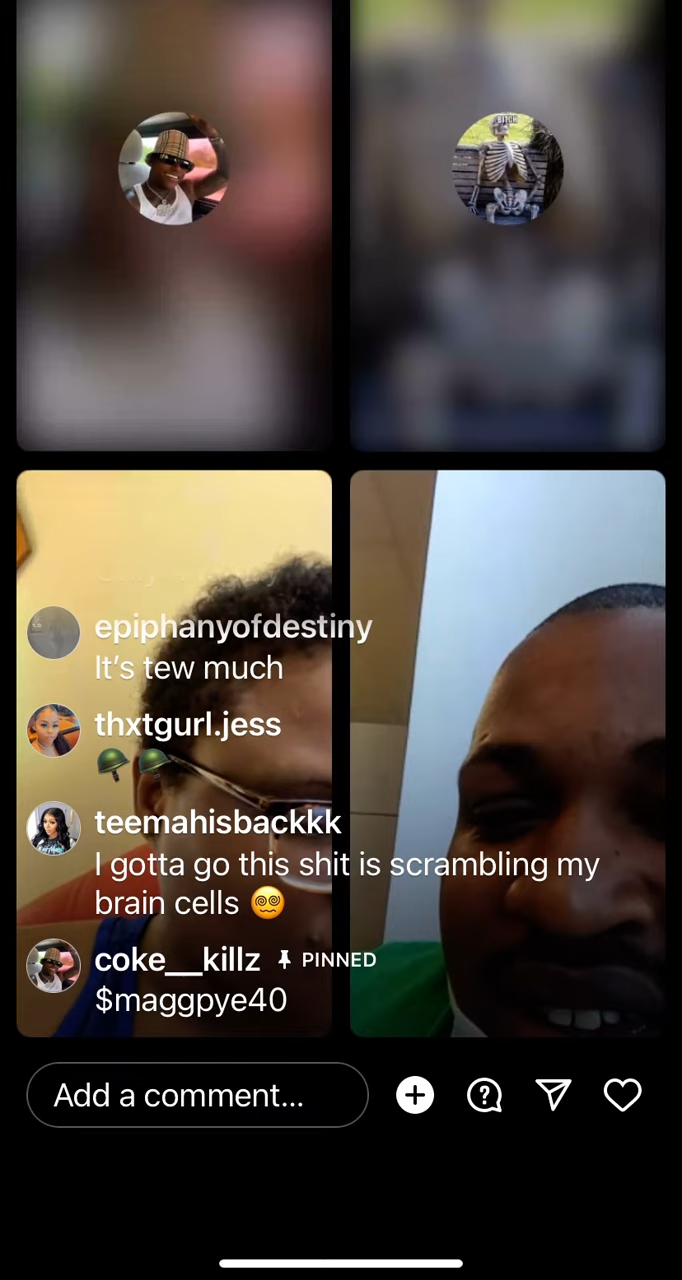 BITCH
epiphanyofdestiny
It's tew much
thxtgurl.jess
🪖 🪖
teemahisbackkk
I gotta go this shit is scrambling my
brain cells 😵‍💫
coke__killz PINNED
$maggpye40
Add a comment...